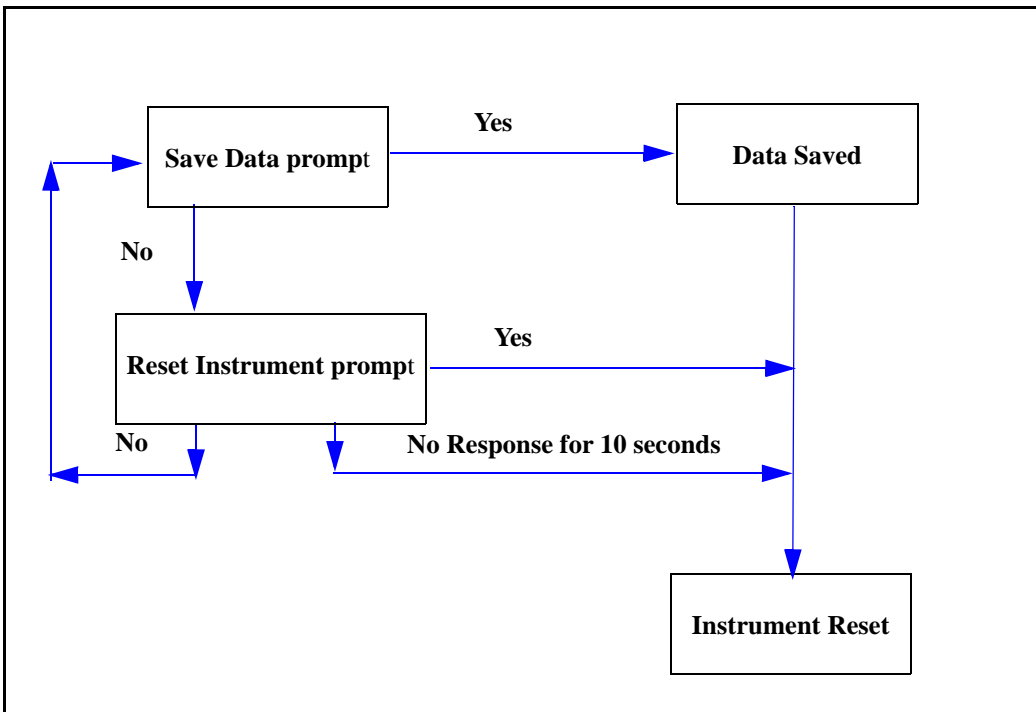 Yes
Save Data prompt
Data Saved
No
Yes
Reset Instrument prompt
No
No Response for 10 seconds
Instrument Reset